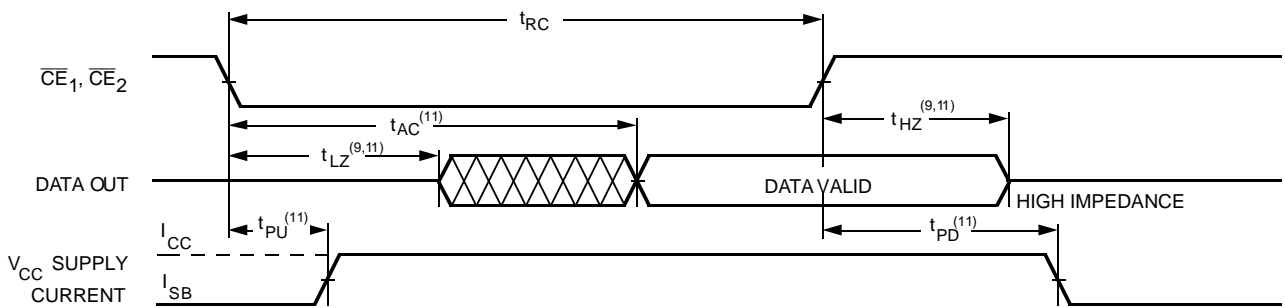 tRC
CE1, CE2
tAC(11)
tHZ(9,11)
tLZ(9,11)
DATA OUT
DATA VALID
HIGH IMPEDANCE
tPU(11)
tPD(11)
ICC
VCC SUPPLY
CURRENT
ISB